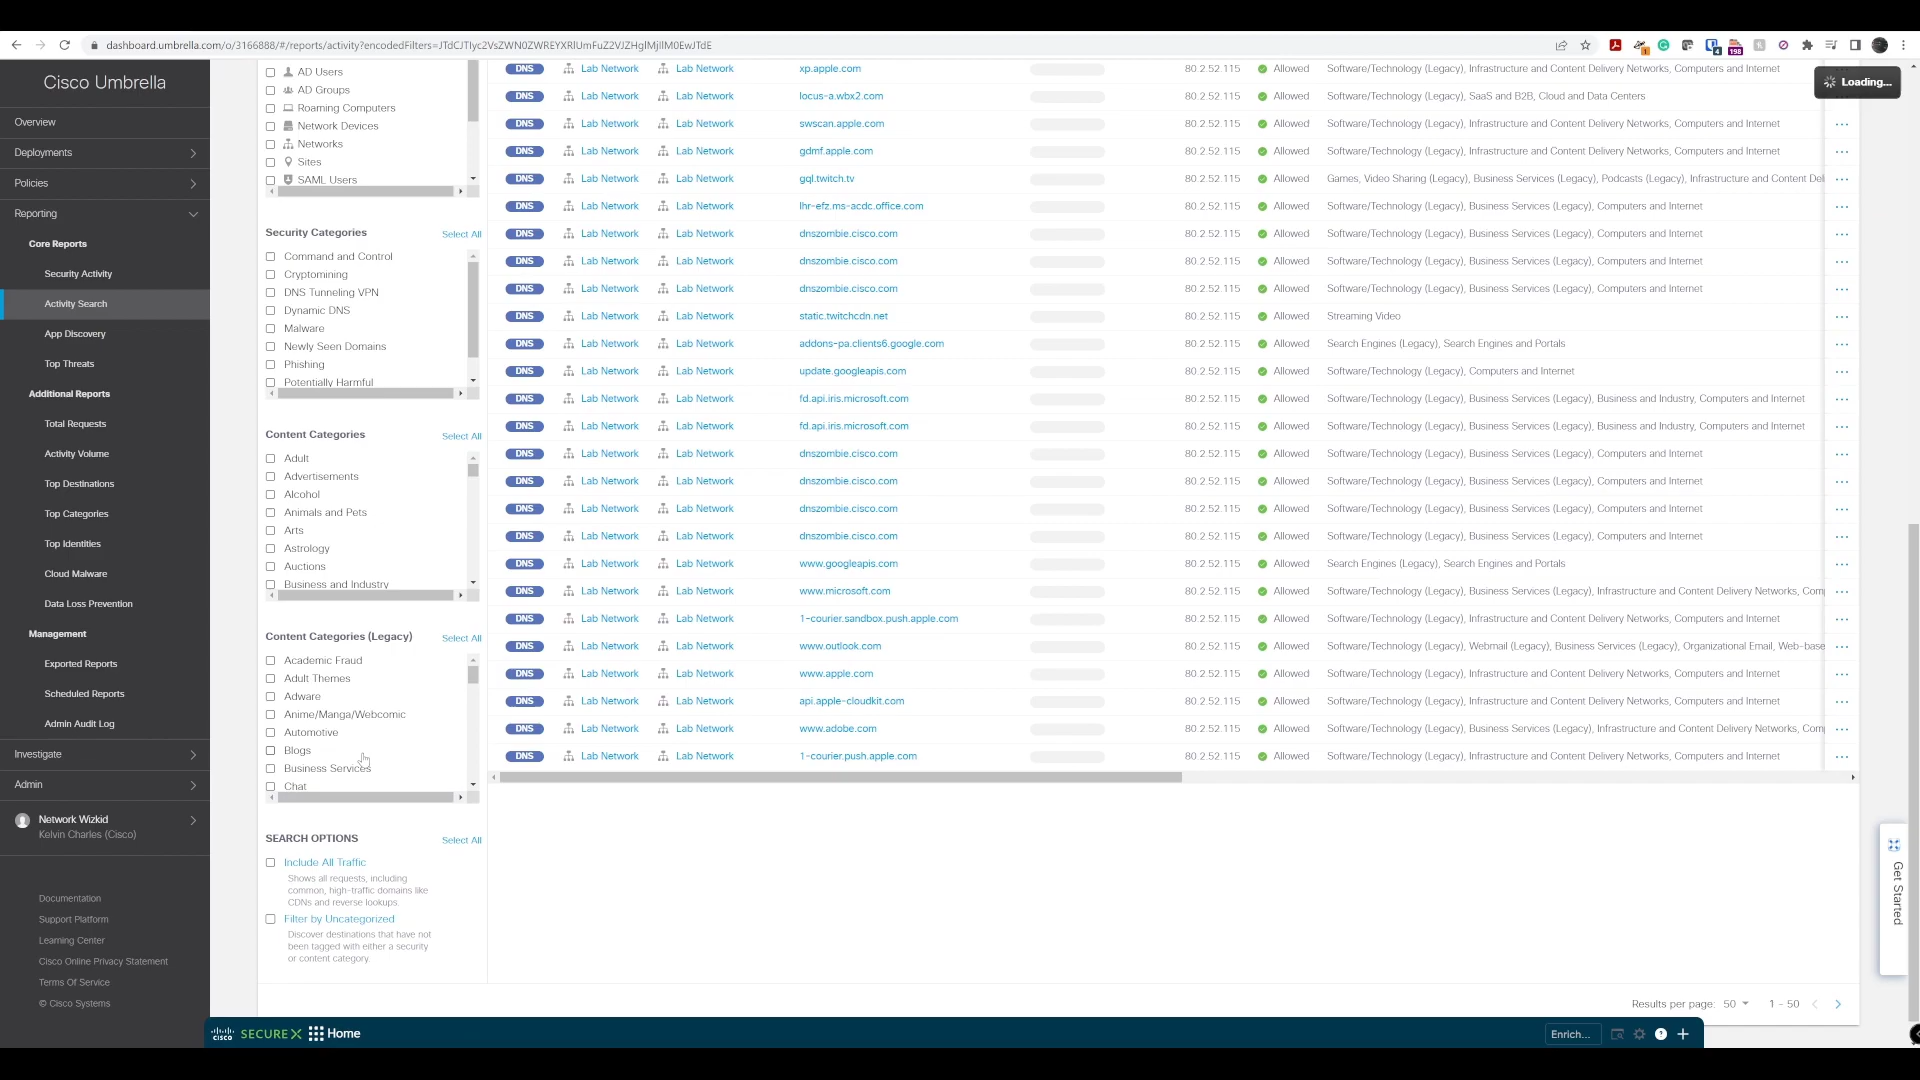 dashboard.umbrella.com/o/3166888/#/reports/activity?encodedFilters=JTdCJTIyc2VsZWN0ZWREYXRlUmFuZ2VJZHglMjIlM0EwJTdE
Cisco Umbrella
Overview
Deployments
Policies
Reporting
Core Reports
Security Activity
Activity Search
App Discovery
Top Threats
Additional Reports
Total Requests
Activity Volume
Top Destinations
Top Categories
Top Identities
Cloud Malware
Data Loss Prevention
Management
Exported Reports
Scheduled Reports
Admin Audit Log
Investigate
Admin
Network Wizkid
Kelvin Charles (Cisco)
Documentation
Support Platform
Learning Center
Cisco Online Privacy Statement
Terms Of Service
© Cisco Systems
AD Users
AD Groups
Roaming Computers
Network Devices
Networks
Sites
SAML Users
Security Categories Select All
Command and Control
Cryptomining
DNS Tunneling VPN
Dynamic DNS
Malware
Newly Seen Domains
Phishing
Potentially Harmful
Content Categories Select All
Adult
Advertisements
Alcohol
Animals and Pets
Arts
Astrology
Auctions
Business and Industry
Content Categories (Legacy) Select All
Academic Fraud
Adult Themes
Adware
Anime/Manga/Webcomic
Automotive
Blogs
Business Services
Chat
SEARCH OPTIONS Select All
Include All Traffic
Shows all requests, including
common, high-traffic domains like
CDNs and reverse lookups.
Filter by Uncategorized
Discover destinations that have not
been tagged with either a security
or content category.
DNS Lab Network Lab Network xp.apple.com 80.2.52.115 Allowed Software/Technology (Legacy), Infrastructure and Content Delivery Networks, Computers and Internet
DNS Lab Network Lab Network locus-a.wbx2.com 80.2.52.115 Allowed Software/Technology (Legacy), SaaS and B2B, Cloud and Data Centers
DNS Lab Network Lab Network swscan.apple.com 80.2.52.115 Allowed Software/Technology (Legacy), Infrastructure and Content Delivery Networks, Computers and Internet
DNS Lab Network Lab Network gdmf.apple.com 80.2.52.115 Allowed Software/Technology (Legacy), Infrastructure and Content Delivery Networks, Computers and Internet
DNS Lab Network Lab Network gql.twitch.tv 80.2.52.115 Allowed Games, Video Sharing (Legacy), Business Services (Legacy), Podcasts (Legacy), Infrastructure and Content Del
DNS Lab Network Lab Network lhr-efz.ms-acdc.office.com 80.2.52.115 Allowed Software/Technology (Legacy), Business Services (Legacy), Computers and Internet
DNS Lab Network Lab Network dnszombie.cisco.com 80.2.52.115 Allowed Software/Technology (Legacy), Business Services (Legacy), Computers and Internet
DNS Lab Network Lab Network dnszombie.cisco.com 80.2.52.115 Allowed Software/Technology (Legacy), Business Services (Legacy), Computers and Internet
DNS Lab Network Lab Network dnszombie.cisco.com 80.2.52.115 Allowed Software/Technology (Legacy), Business Services (Legacy), Computers and Internet
DNS Lab Network Lab Network static.twitchcdn.net 80.2.52.115 Allowed Streaming Video
DNS Lab Network Lab Network addons-pa.clients6.google.com 80.2.52.115 Allowed Search Engines (Legacy), Search Engines and Portals
DNS Lab Network Lab Network update.googleapis.com 80.2.52.115 Allowed Software/Technology (Legacy), Computers and Internet
DNS Lab Network Lab Network fd.api.iris.microsoft.com 80.2.52.115 Allowed Software/Technology (Legacy), Business Services (Legacy), Business and Industry, Computers and Internet
DNS Lab Network Lab Network fd.api.iris.microsoft.com 80.2.52.115 Allowed Software/Technology (Legacy), Business Services (Legacy), Business and Industry, Computers and Internet
DNS Lab Network Lab Network dnszombie.cisco.com 80.2.52.115 Allowed Software/Technology (Legacy), Business Services (Legacy), Computers and Internet
DNS Lab Network Lab Network dnszombie.cisco.com 80.2.52.115 Allowed Software/Technology (Legacy), Business Services (Legacy), Computers and Internet
DNS Lab Network Lab Network dnszombie.cisco.com 80.2.52.115 Allowed Software/Technology (Legacy), Business Services (Legacy), Computers and Internet
DNS Lab Network Lab Network dnszombie.cisco.com 80.2.52.115 Allowed Software/Technology (Legacy), Business Services (Legacy), Computers and Internet
DNS Lab Network Lab Network www.googleapis.com 80.2.52.115 Allowed Search Engines (Legacy), Search Engines and Portals
DNS Lab Network Lab Network www.microsoft.com 80.2.52.115 Allowed Software/Technology (Legacy), Business Services (Legacy), Infrastructure and Content Delivery Networks, Com
DNS Lab Network Lab Network 1-courier.sandbox.push.apple.com 80.2.52.115 Allowed Software/Technology (Legacy), Infrastructure and Content Delivery Networks, Computers and Internet
DNS Lab Network Lab Network www.outlook.com 80.2.52.115 Allowed Software/Technology (Legacy), Webmail (Legacy), Business Services (Legacy), Organizational Email, Web-base
DNS Lab Network Lab Network www.apple.com 80.2.52.115 Allowed Software/Technology (Legacy), Infrastructure and Content Delivery Networks, Computers and Internet
DNS Lab Network Lab Network api.apple-cloudkit.com 80.2.52.115 Allowed Software/Technology (Legacy), Infrastructure and Content Delivery Networks, Computers and Internet
DNS Lab Network Lab Network www.adobe.com 80.2.52.115 Allowed Software/Technology (Legacy), Business Services (Legacy), Infrastructure and Content Delivery Networks, Com
DNS Lab Network Lab Network 1-courier.push.apple.com 80.2.52.115 Allowed Software/Technology (Legacy), Infrastructure and Content Delivery Networks, Computers and Internet
Loading...
Get Started
Results per page: 50 1 - 50
cisco SECUREX Home Enrich...